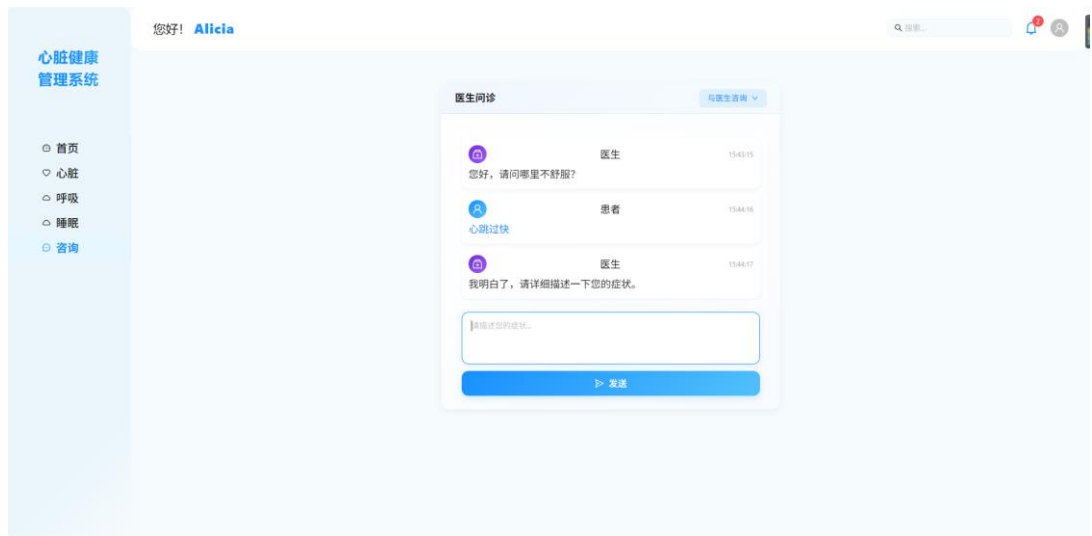 您好！ Alicia
搜索...
2
心脏健康
管理系统
首页
心脏
呼吸
睡眠
咨询
医生问诊
与医生咨询
医生
15:43:15
您好，请问哪里不舒服？
患者
15:44:16
心跳过快
医生
15:44:17
我明白了，请详细描述一下您的症状。
请描述您的症状...
发送